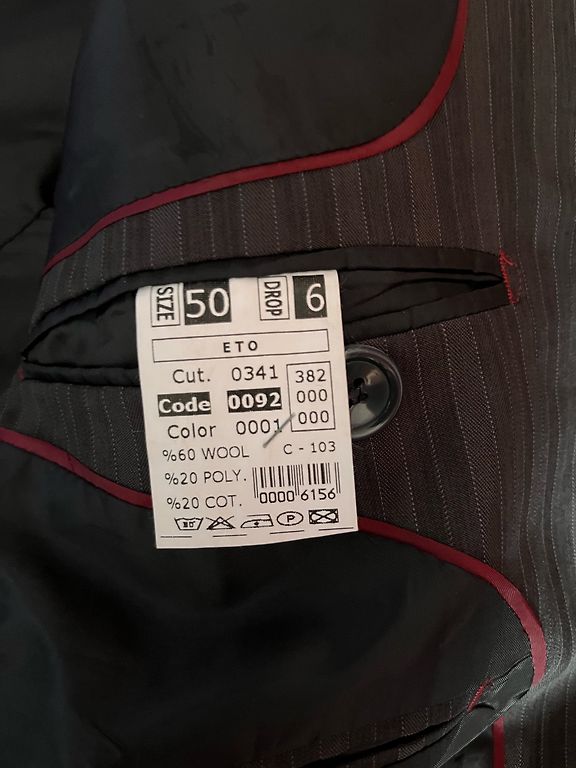 SIZE 50 DROP 6
ETO
Cut. 0341 382
Code 0092 000
Color 0001 000
%60 WOOL C - 103
%20 POLY.
%20 COT. 0000 6156
P